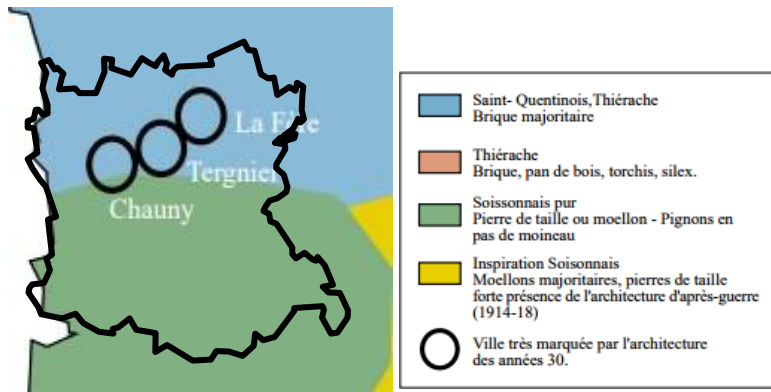 La Fère
Tergnier
Chauny
Saint- Quentinois,Thiérache
Brique majoritaire
Thiérache
Brique, pan de bois, torchis, silex.
Soissonnais pur
Pierre de taille ou moellon - Pignons en
pas de moineau
Inspiration Soisonnais
Moellons majoritaires, pierres de taille
forte présence de l'architecture d'après-guerre
(1914-18)
Ville très marquée par l'architecture
des années 30.